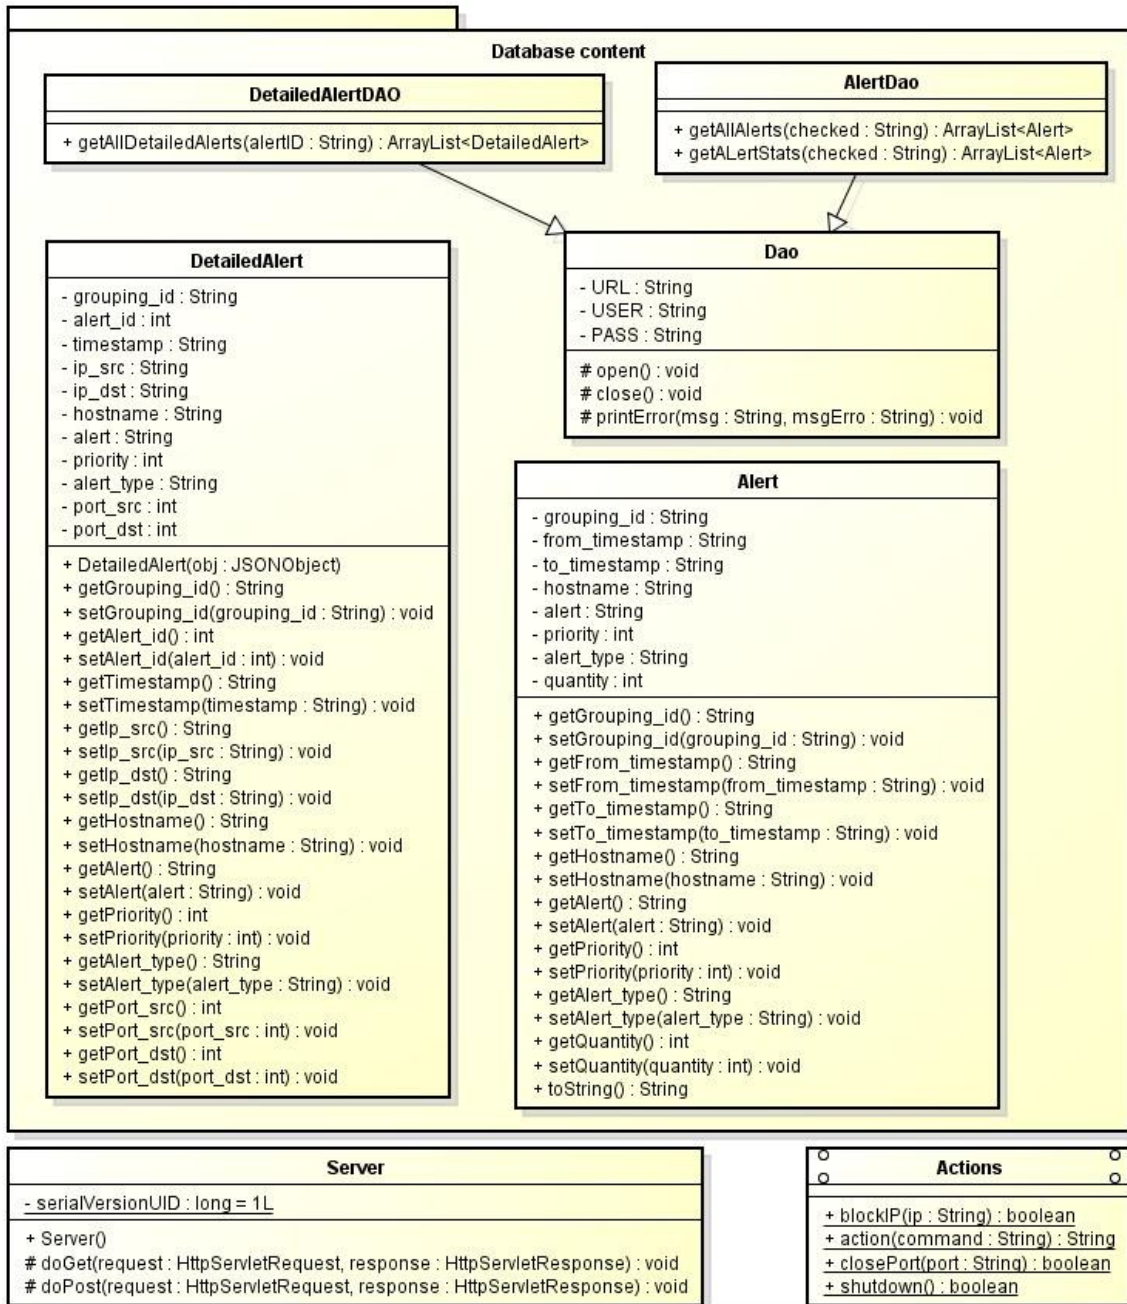 Database content
DetailedAlertDAO
+ getAllDetailedAlerts(alertID : String) : ArrayList<DetailedAlert>
AlertDao
+ getAllAlerts(checked : String) : ArrayList<Alert>
+ getALertStats(checked : String) : ArrayList<Alert>
DetailedAlert
- grouping_id : String
- alert_id : int
- timestamp : String
- ip_src : String
- ip_dst : String
- hostname : String
- alert : String
- priority : int
- alert_type : String
- port_src : int
- port_dst : int
+ DetailedAlert(obj : JSONObject)
+ getGrouping_id() : String
+ setGrouping_id(grouping_id : String) : void
+ getAlert_id() : int
+ setAlert_id(alert_id : int) : void
+ getTimestamp() : String
+ setTimestamp(timestamp : String) : void
+ getIp_src() : String
+ setIp_src(ip_src : String) : void
+ getIp_dst() : String
+ setIp_dst(ip_dst : String) : void
+ getHostname() : String
+ setHostname(hostname : String) : void
+ getAlert() : String
+ setAlert(alert : String) : void
+ getPriority() : int
+ setPriority(priority : int) : void
+ getAlert_type() : String
+ setAlert_type(alert_type : String) : void
+ getPort_src() : int
+ setPort_src(port_src : int) : void
+ getPort_dst() : int
+ setPort_dst(port_dst : int) : void
Dao
- URL : String
- USER : String
- PASS : String
# open() : void
# close() : void
# printError(msg : String, msgErro : String) : void
Alert
- grouping_id : String
- from_timestamp : String
- to_timestamp : String
- hostname : String
- alert : String
- priority : int
- alert_type : String
- quantity : int
+ getGrouping_id() : String
+ setGrouping_id(grouping_id : String) : void
+ getFrom_timestamp() : String
+ setFrom_timestamp(from_timestamp : String) : void
+ getTo_timestamp() : String
+ setTo_timestamp(to_timestamp : String) : void
+ getHostname() : String
+ setHostname(hostname : String) : void
+ getAlert() : String
+ setAlert(alert : String) : void
+ getPriority() : int
+ setPriority(priority : int) : void
+ getAlert_type() : String
+ setAlert_type(alert_type : String) : void
+ getQuantity() : int
+ setQuantity(quantity : int) : void
+ toString() : String
Server
- serialVersionUID : long = 1L
+ Server()
# doGet(request : HttpServletRequest, response : HttpServletResponse) : void
# doPost(request : HttpServletRequest, response : HttpServletResponse) : void
Actions
+ blockIP(ip : String) : boolean
+ action(command : String) : String
+ closePort(port : String) : boolean
+ shutdown() : boolean